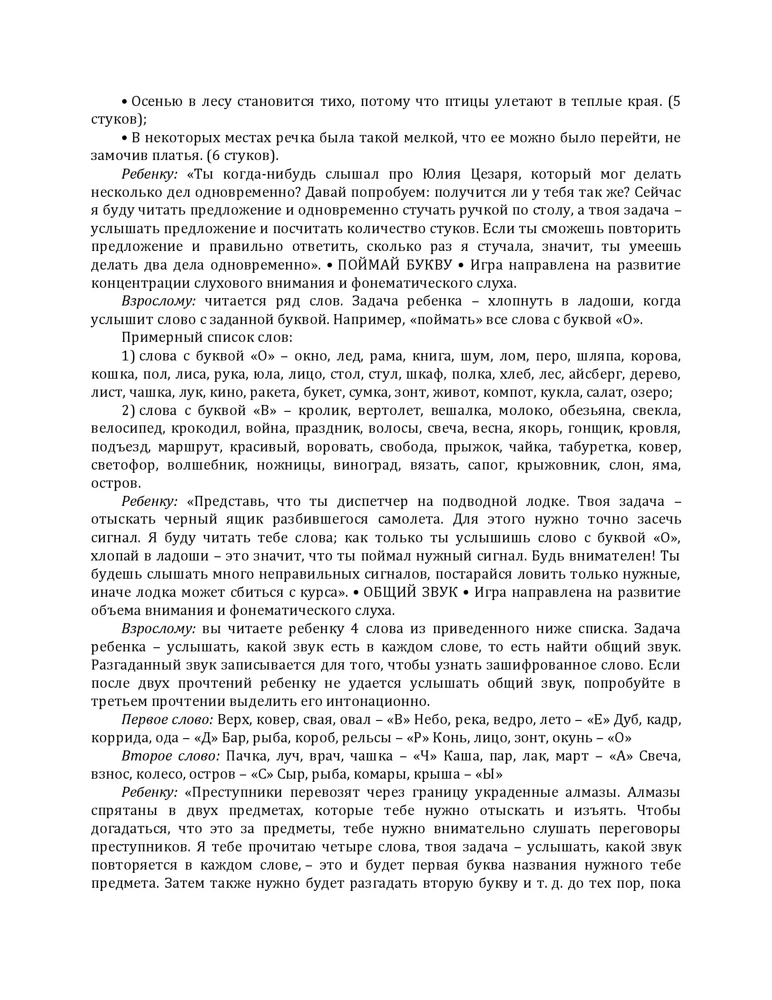 • Осенью в лесу становится тихо, потому что птицы улетают в теплые края. (5
стуков);
• В некоторых местах речка была такой мелкой, что ее можно было перейти, не
замочив платья. (6 стуков).
Ребенку: «Ты когда-нибудь слышал про Юлия Цезаря, который мог делать
несколько дел одновременно? Давай попробуем: получится ли у тебя так же? Сейчас
я буду читать предложение и одновременно стучать ручкой по столу, а твоя задача –
услышать предложение и посчитать количество стуков. Если ты сможешь повторить
предложение и правильно ответить, сколько раз я стучала, значит, ты умеешь
делать два дела одновременно». • ПОЙМАЙ БУКВУ • Игра направлена на развитие
концентрации слухового внимания и фонематического слуха.
Взрослому: читается ряд слов. Задача ребенка – хлопнуть в ладоши, когда
услышит слово с заданной буквой. Например, «поймать» все слова с буквой «О».
Примерный список слов:
1) слова с буквой «О» – окно, лед, рама, книга, шум, лом, перо, шляпа, корова,
кошка, пол, лиса, рука, юла, лицо, стол, стул, шкаф, полка, хлеб, лес, айсберг, дерево,
лист, чашка, лук, кино, ракета, букет, сумка, зонт, живот, компот, кукла, салат, озеро;
2) слова с буквой «В» – кролик, вертолет, вешалка, молоко, обезьяна, свекла,
велосипед, крокодил, война, праздник, волосы, свеча, весна, якорь, гонщик, кровля,
подъезд, маршрут, красивый, воровать, свобода, прыжок, чайка, табуретка, ковер,
светофор, волшебник, ножницы, виноград, вязать, сапог, крыжовник, слон, яма,
остров.
Ребенку: «Представь, что ты диспетчер на подводной лодке. Твоя задача –
отыскать черный ящик разбившегося самолета. Для этого нужно точно засечь
сигнал. Я буду читать тебе слова; как только ты услышишь слово с буквой «О»,
хлопай в ладоши – это значит, что ты поймал нужный сигнал. Будь внимателен! Ты
будешь слышать много неправильных сигналов, постарайся ловить только нужные,
иначе лодка может сбиться с курса». • ОБЩИЙ ЗВУК • Игра направлена на развитие
объема внимания и фонематического слуха.
Взрослому: вы читаете ребенку 4 слова из приведенного ниже списка. Задача
ребенка – услышать, какой звук есть в каждом слове, то есть найти общий звук.
Разгаданный звук записывается для того, чтобы узнать зашифрованное слово. Если
после двух прочтений ребенку не удается услышать общий звук, попробуйте в
третьем прочтении выделить его интонационно.
Первое слово: Верх, ковер, свая, овал – «В» Небо, река, ведро, лето – «Е» Дуб, кадр,
коррида, ода – «Д» Бар, рыба, короб, рельсы – «Р» Конь, лицо, зонт, окунь – «О»
Второе слово: Пачка, луч, врач, чашка – «Ч» Каша, пар, лак, март – «А» Свеча,
взнос, колесо, остров – «С» Сыр, рыба, комары, крыша – «Ы»
Ребенку: «Преступники перевозят через границу украденные алмазы. Алмазы
спрятаны в двух предметах, которые тебе нужно отыскать и изъять. Чтобы
догадаться, что это за предметы, тебе нужно внимательно слушать переговоры
преступников. Я тебе прочитаю четыре слова, твоя задача – услышать, какой звук
повторяется в каждом слове, – это и будет первая буква названия нужного тебе
предмета. Затем также нужно будет разгадать вторую букву и т. д. до тех пор, пока